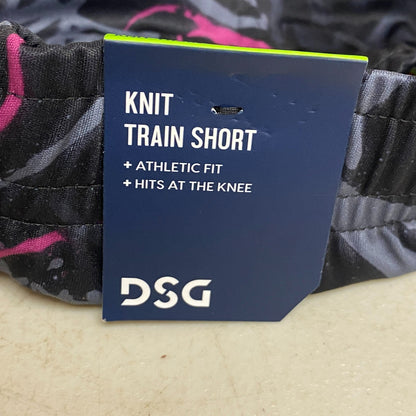 KNIT
TRAIN SHORT
+ ATHLETIC FIT
+ HITS AT THE KNEE
DSG